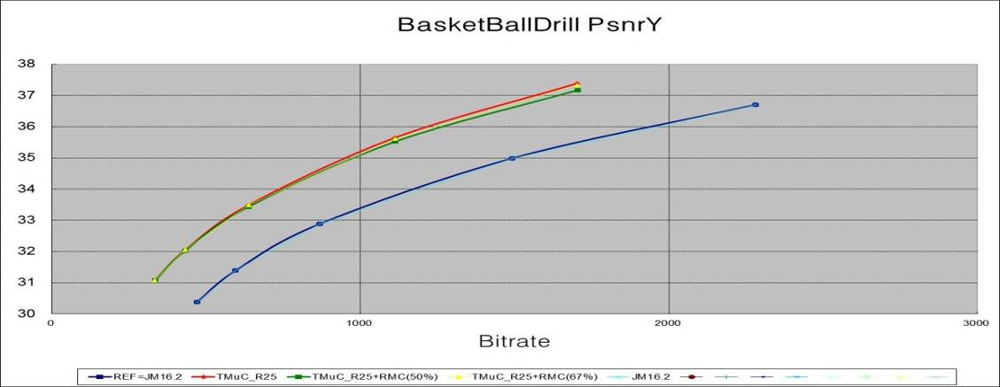 BasketBallDrill PsnrY
38
37
36
35
34
33
32
31
30
0 1000 2000 3000
Bitrate
REF=JM16.2 TMuC_R25 TMuC_R25+RMC(50%) TMuC_R25+RMC(67%) JM16.2